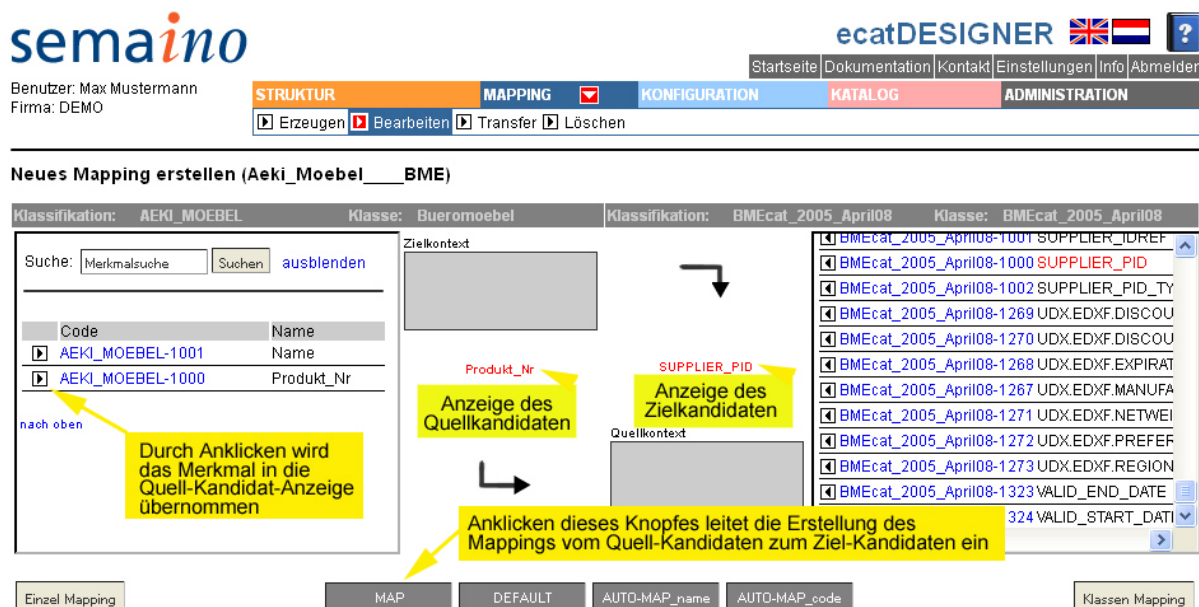 semaino
ecatDESIGNER
?
Startseite Dokumentation Kontakt Einstellungen Info Abmelden
Benutzer: Max Mustermann
Firma: DEMO
STRUKTUR MAPPING KONFIGURATION KATALOG ADMINISTRATION
Erzeugen Bearbeiten Transfer Löschen
Neues Mapping erstellen (Aeki_Moebel____BME)
Klassifikation: AEKI_MOEBEL Klasse: Bueromoebel Klassifikation: BMEcat_2005_April08 Klasse: BMEcat_2005_April08
Suche: Merkmalsuche Suchen ausblenden
Code Name
AEKI_MOEBEL-1001 Name
AEKI_MOEBEL-1000 Produkt_Nr
nach oben
Durch Anklicken wird
das Merkmal in die
Quell-Kandidat-Anzeige
übernommen
Zielkontext
Produkt_Nr
Anzeige des
Quellkandidaten
SUPPLIER_PID
Anzeige des
Zielkandidaten
Quellkontext
BMEcat_2005_April08-1001 SUPPLIER_IDREF
BMEcat_2005_April08-1000 SUPPLIER_PID
BMEcat_2005_April08-1002 SUPPLIER_PID_TY
BMEcat_2005_April08-1269 UDX.EDXF.DISCOU
BMEcat_2005_April08-1270 UDX.EDXF.DISCOU
BMEcat_2005_April08-1268 UDX.EDXF.EXPIRAT
BMEcat_2005_April08-1267 UDX.EDXF.MANUFA
BMEcat_2005_April08-1271 UDX.EDXF.NETWEI
BMEcat_2005_April08-1272 UDX.EDXF.PREFER
BMEcat_2005_April08-1273 UDX.EDXF.REGION
BMEcat_2005_April08-1323 VALID_END_DATE
324 VALID_START_DATE
Anklicken dieses Knopfes leitet die Erstellung des
Mappings vom Quell-Kandidaten zum Ziel-Kandidaten ein
Einzel Mapping MAP DEFAULT AUTO-MAP_name AUTO-MAP_code Klassen Mapping